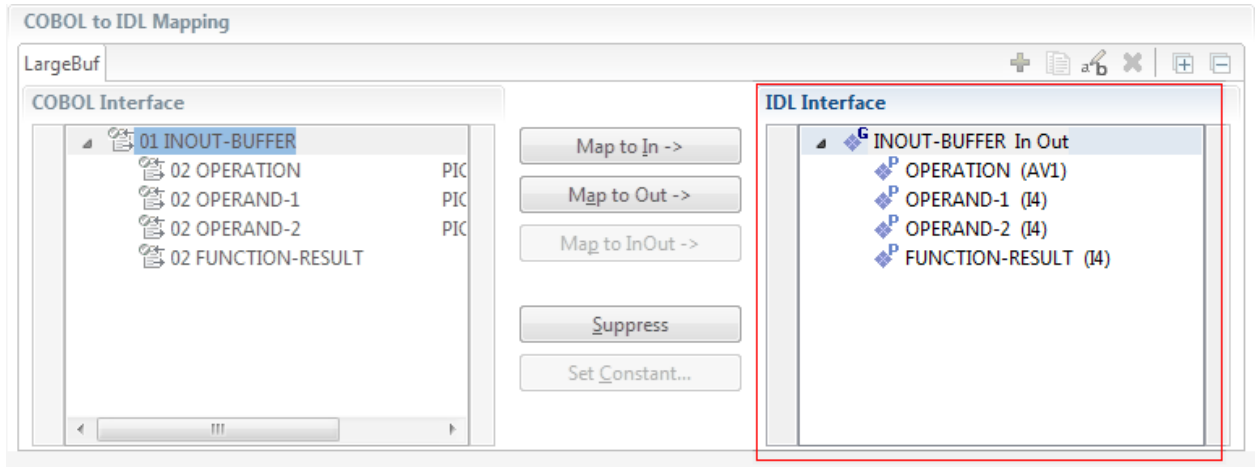 COBOL to IDL Mapping
LargeBuf
COBOL Interface
01 INOUT-BUFFER
02 OPERATION PIC
02 OPERAND-1 PIC
02 OPERAND-2 PIC
02 FUNCTION-RESULT
Map to In ->
Map to Out ->
Map to InOut ->
Suppress
Set Constant...
IDL Interface
INOUT-BUFFER In Out
OPERATION (AV1)
OPERAND-1 (I4)
OPERAND-2 (I4)
FUNCTION-RESULT (I4)